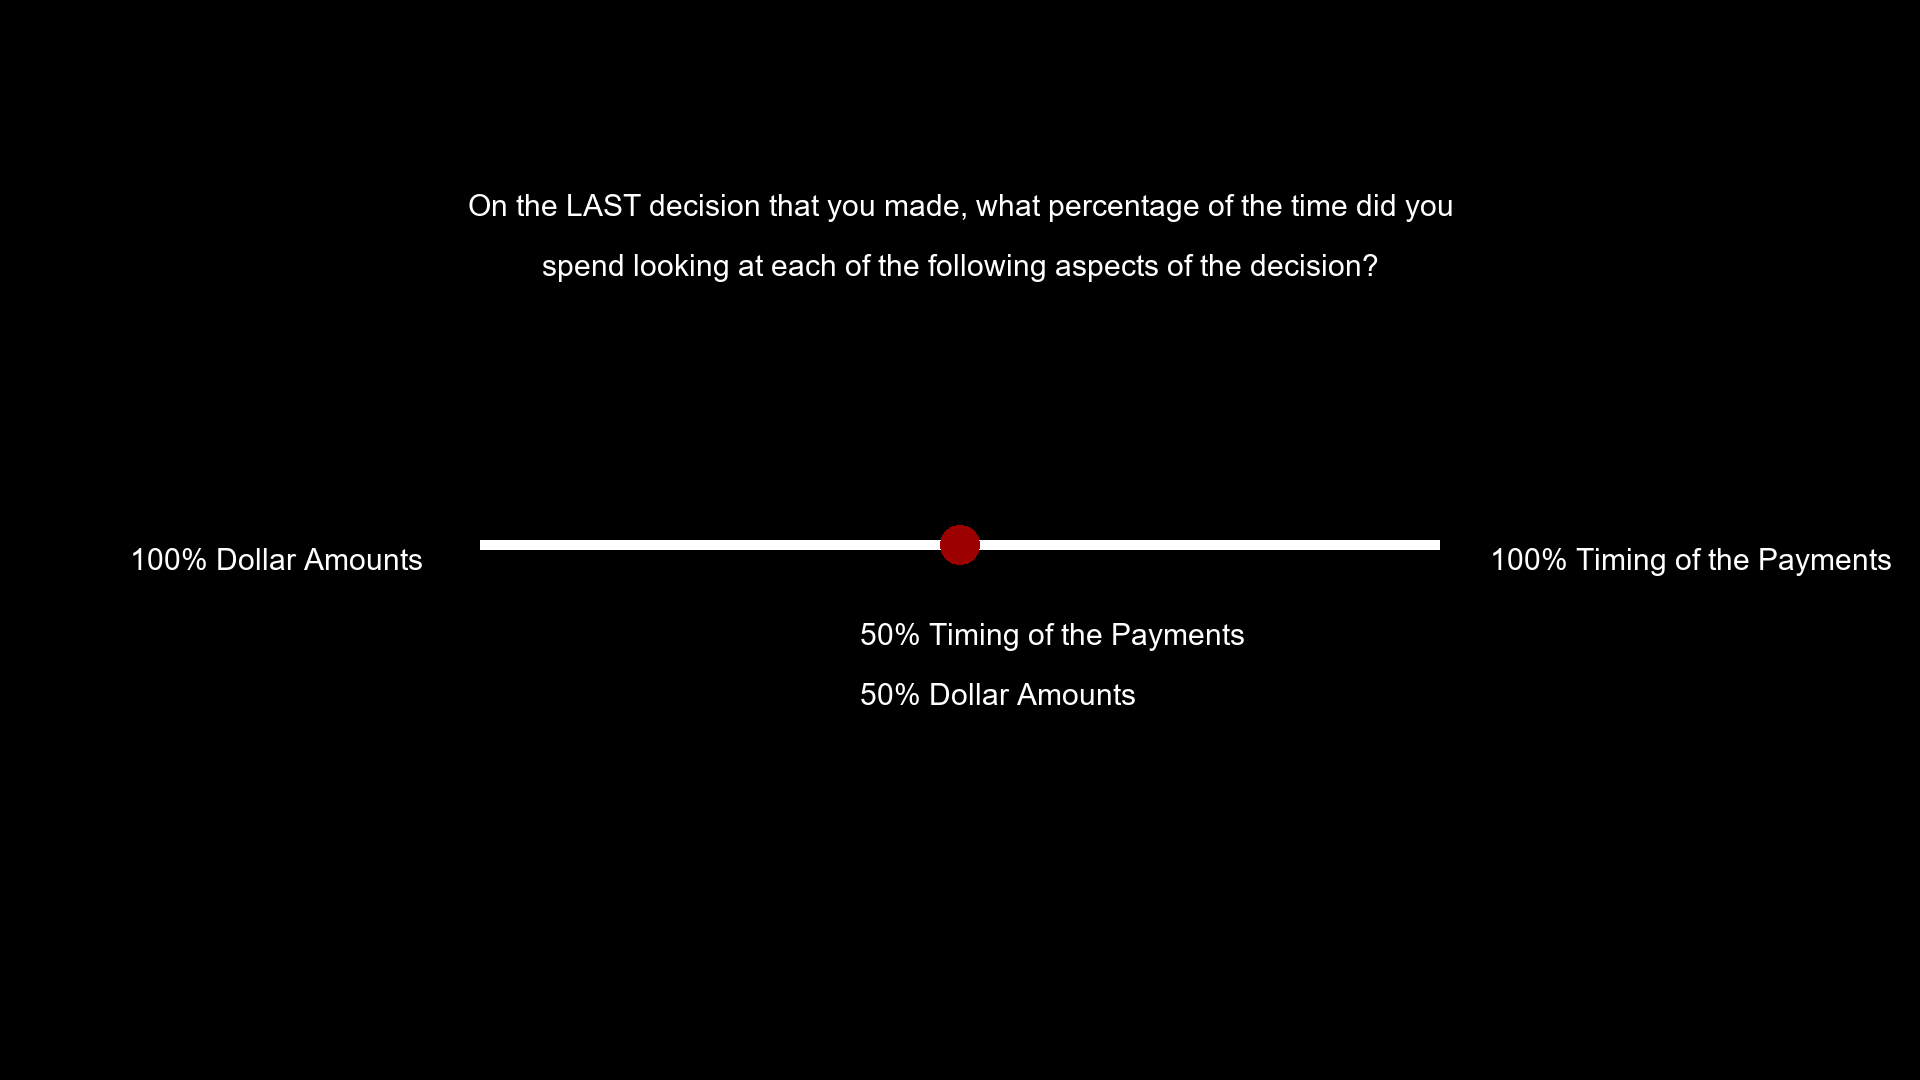 On the LAST decision that you made, what percentage of the time did you
spend looking at each of the following aspects of the decision?
100% Dollar Amounts
100% Timing of the Payments
50% Timing of the Payments
50% Dollar Amounts